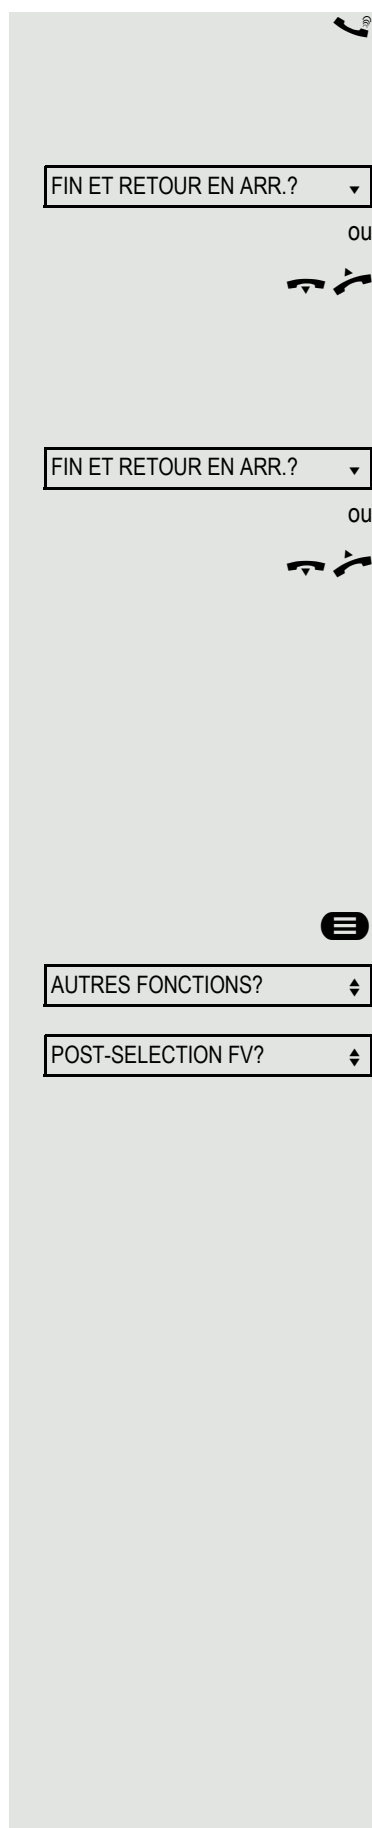 FIN ET RETOUR EN ARR.?
ou
FIN ET RETOUR EN ARR.?
ou
AUTRES FONCTIONS?
POST-SELECTION FV?